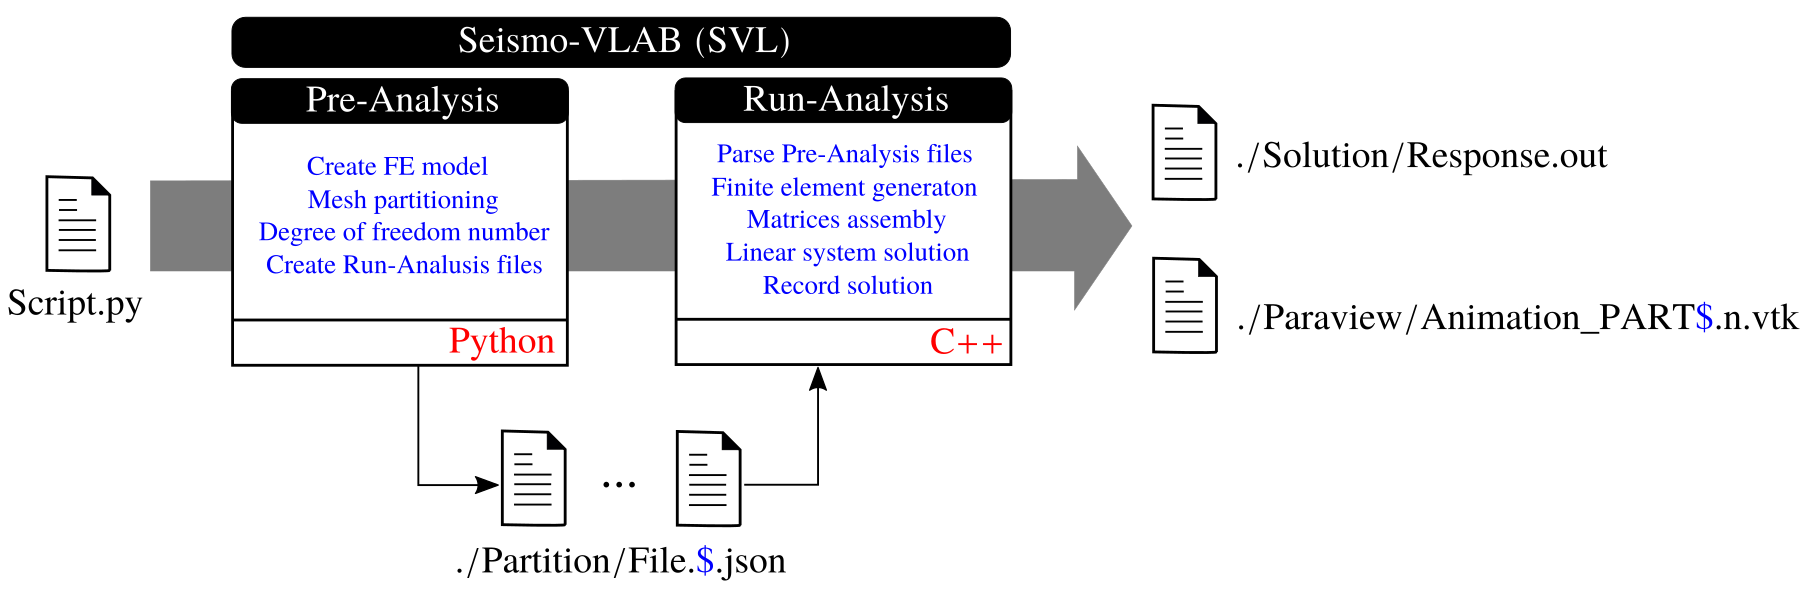 Seismo-VLAB (SVL)
Pre-Analysis
Create FE model
Mesh partitioning
Degree of freedom number
Create Run-Analusis files
Python
Run-Analysis
Parse Pre-Analysis files
Finite element generaton
Matrices assembly
Linear system solution
Record solution
C++
Script.py
./Solution/Response.out
./Paraview/Animation_PART$.n.vtk
...
./Partition/File.$.json